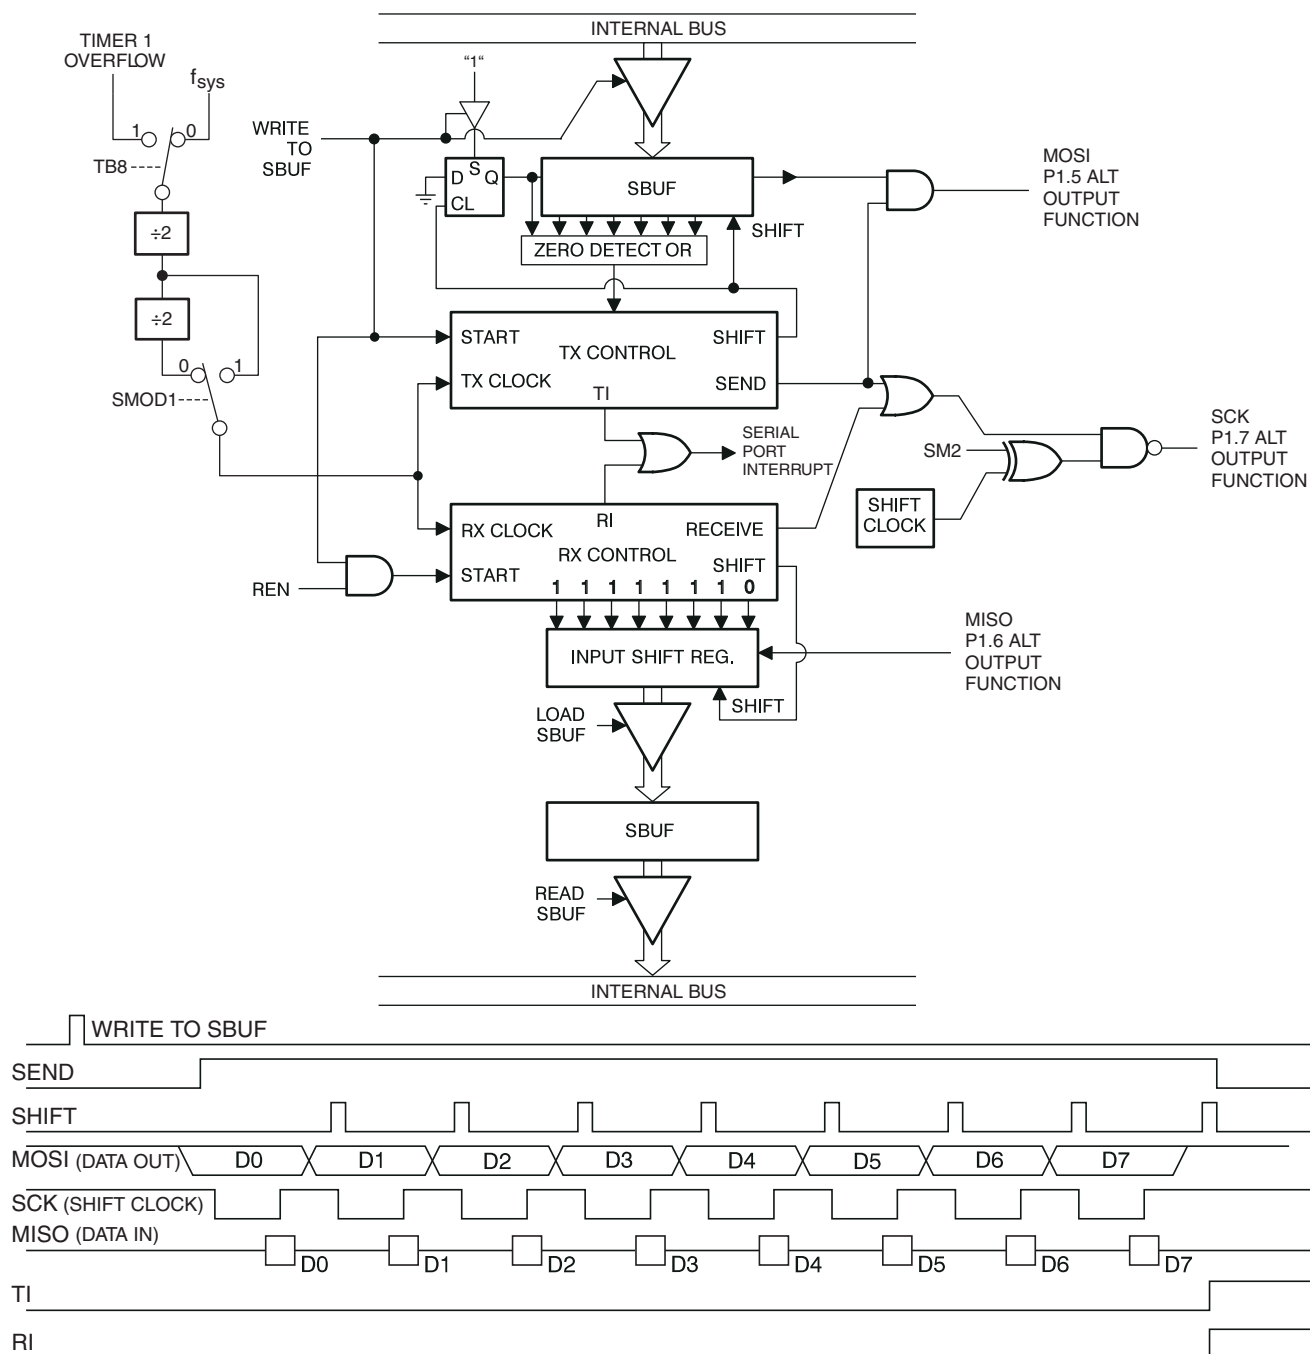 INTERNAL BUS
TIMER 1
OVERFLOW
fsys
"1"
1
0
TB8
WRITE
TO
SBUF
S
D
Q
CL
SBUF
MOSI
P1.5 ALT
OUTPUT
FUNCTION
÷2
SHIFT
ZERO DETECT OR
÷2
START
SHIFT
TX CONTROL
0
1
TX CLOCK
SEND
SMOD1
TI
SERIAL
PORT
INTERRUPT
SM2
SCK
P1.7 ALT
OUTPUT
FUNCTION
SHIFT
CLOCK
RI
RX CLOCK
RECEIVE
RX CONTROL
SHIFT
START
REN
1 1 1 1 1 1 1 0
MISO
P1.6 ALT
OUTPUT
FUNCTION
INPUT SHIFT REG.
SHIFT
LOAD
SBUF
SBUF
READ
SBUF
INTERNAL BUS
WRITE TO SBUF
SEND
SHIFT
MOSI (DATA OUT) D0 D1 D2 D3 D4 D5 D6 D7
SCK (SHIFT CLOCK)
MISO (DATA IN)
D0 D1 D2 D3 D4 D5 D6 D7
TI
RI